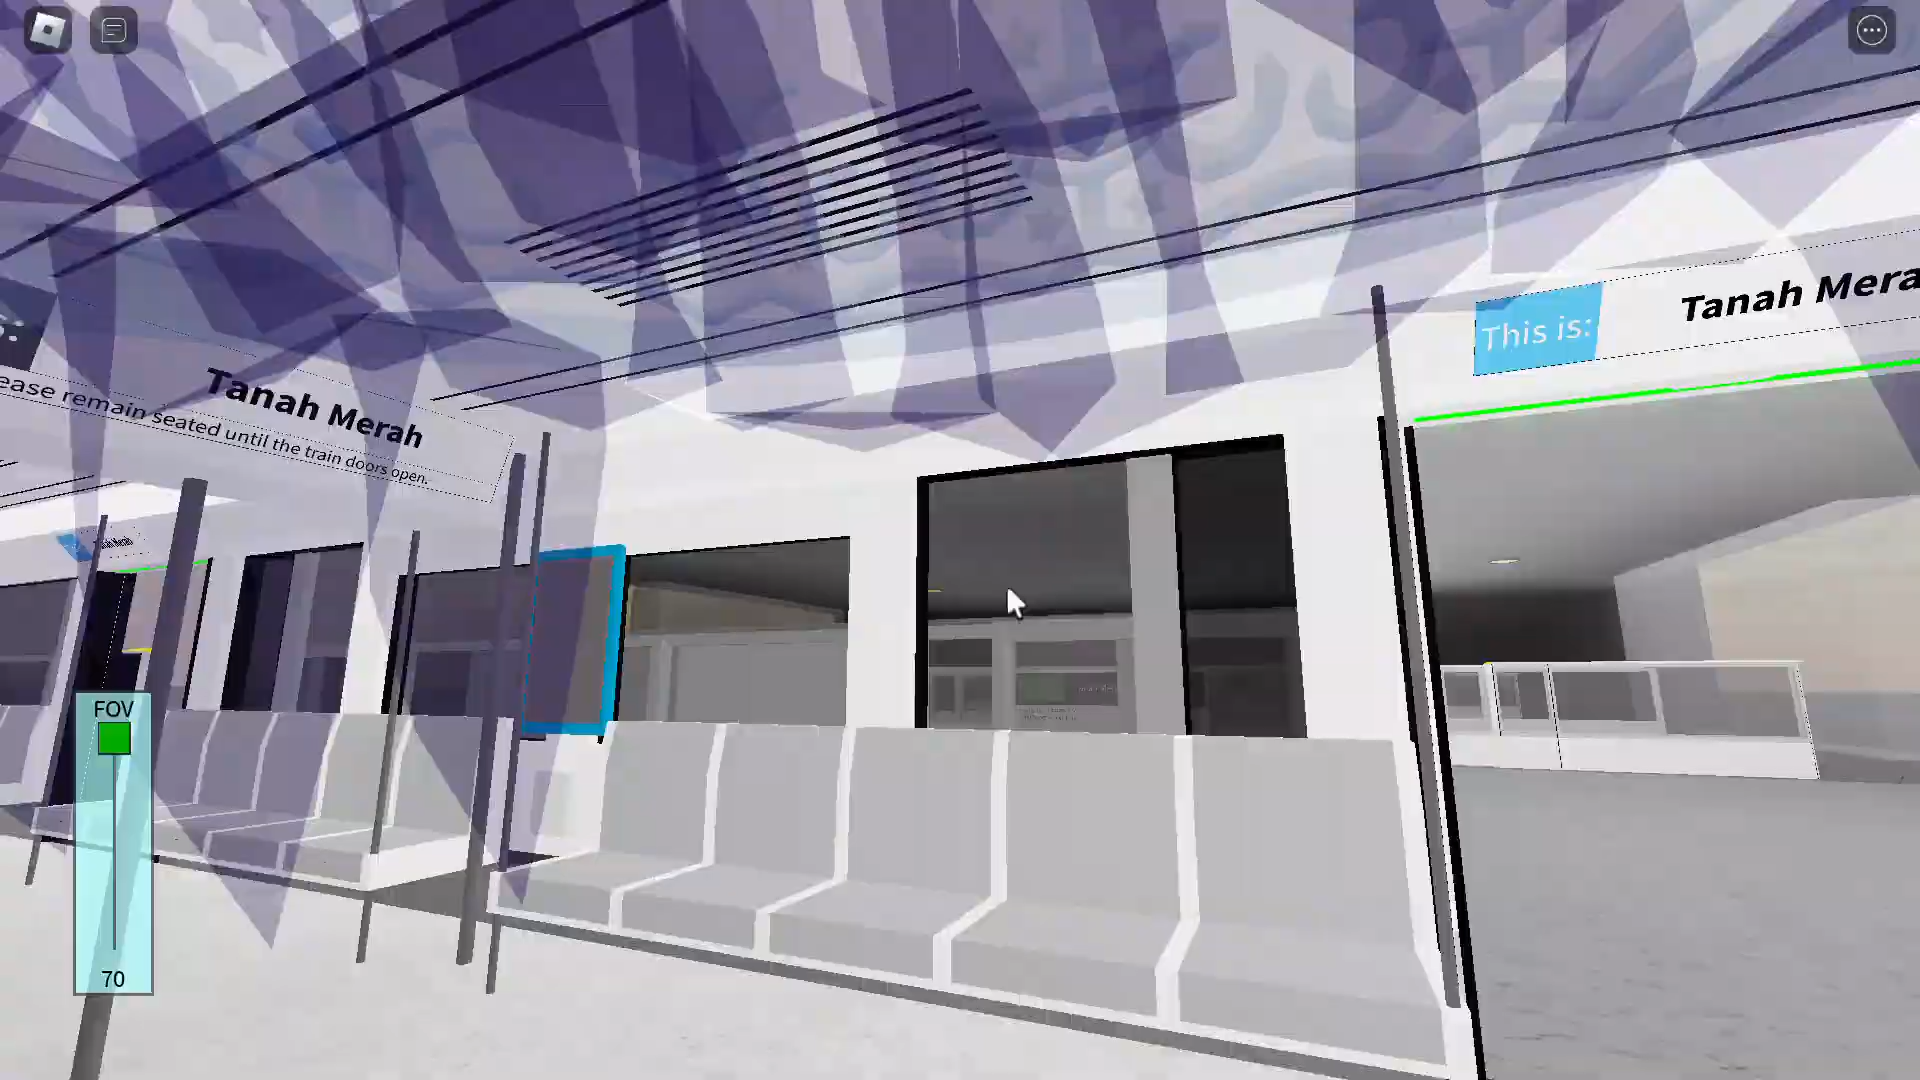 Tanah Merah
ease remain seated until the train doors open.
This is:
Tanah Mera
FOV
70